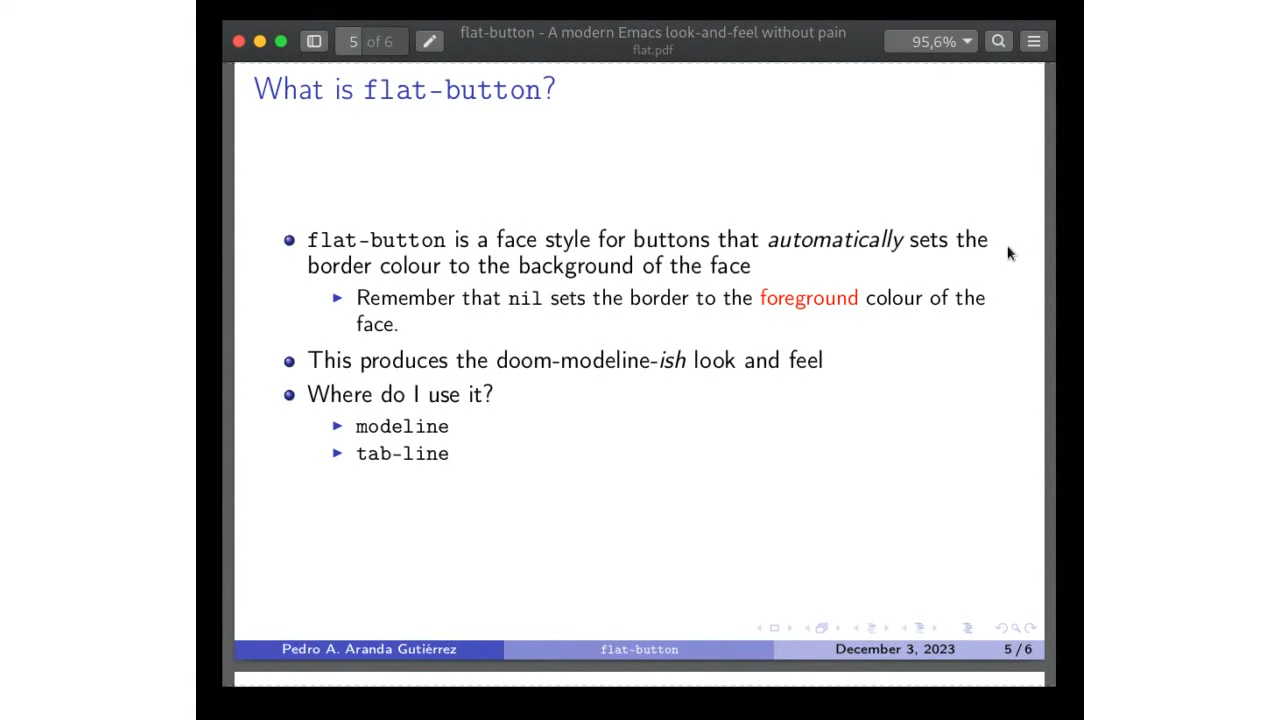 5 of 6
flat-button - A modern Emacs look-and-feel without pain
flat.pdf
95,6%
What is flat-button?
flat-button is a face style for buttons that automatically sets the
border colour to the background of the face
Remember that nil sets the border to the foreground colour of the
face.
This produces the doom-modeline-ish look and feel
Where do I use it?
modeline
tab-line
Pedro A. Aranda Gutiérrez
flat-button
December 3, 2023
5 / 6